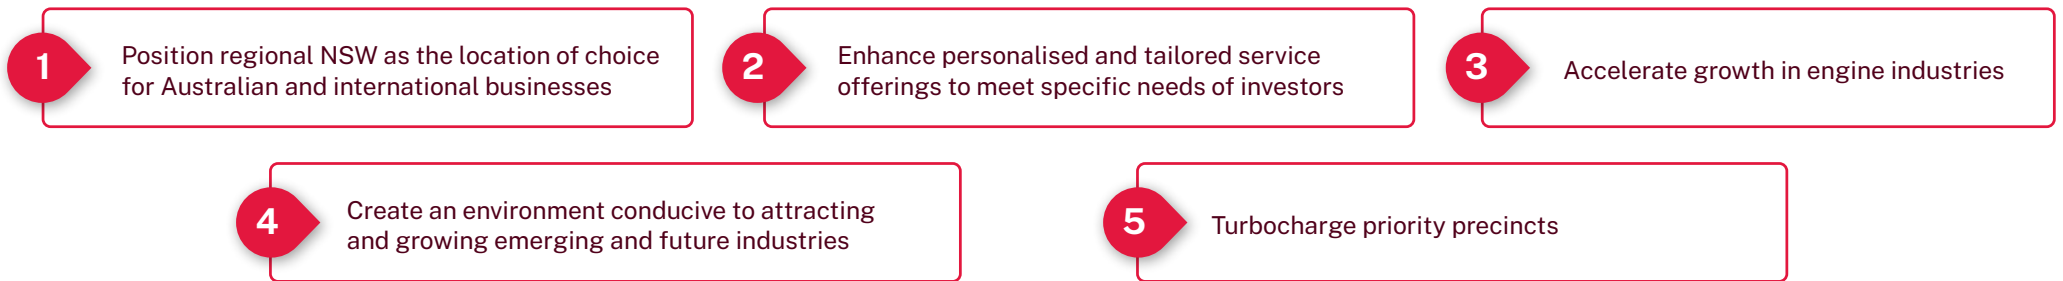 1
Position regional NSW as the location of choice
for Australian and international businesses
2
Enhance personalised and tailored service
offerings to meet specific needs of investors
3
Accelerate growth in engine industries
4
Create an environment conducive to attracting
and growing emerging and future industries
5
Turbocharge priority precincts